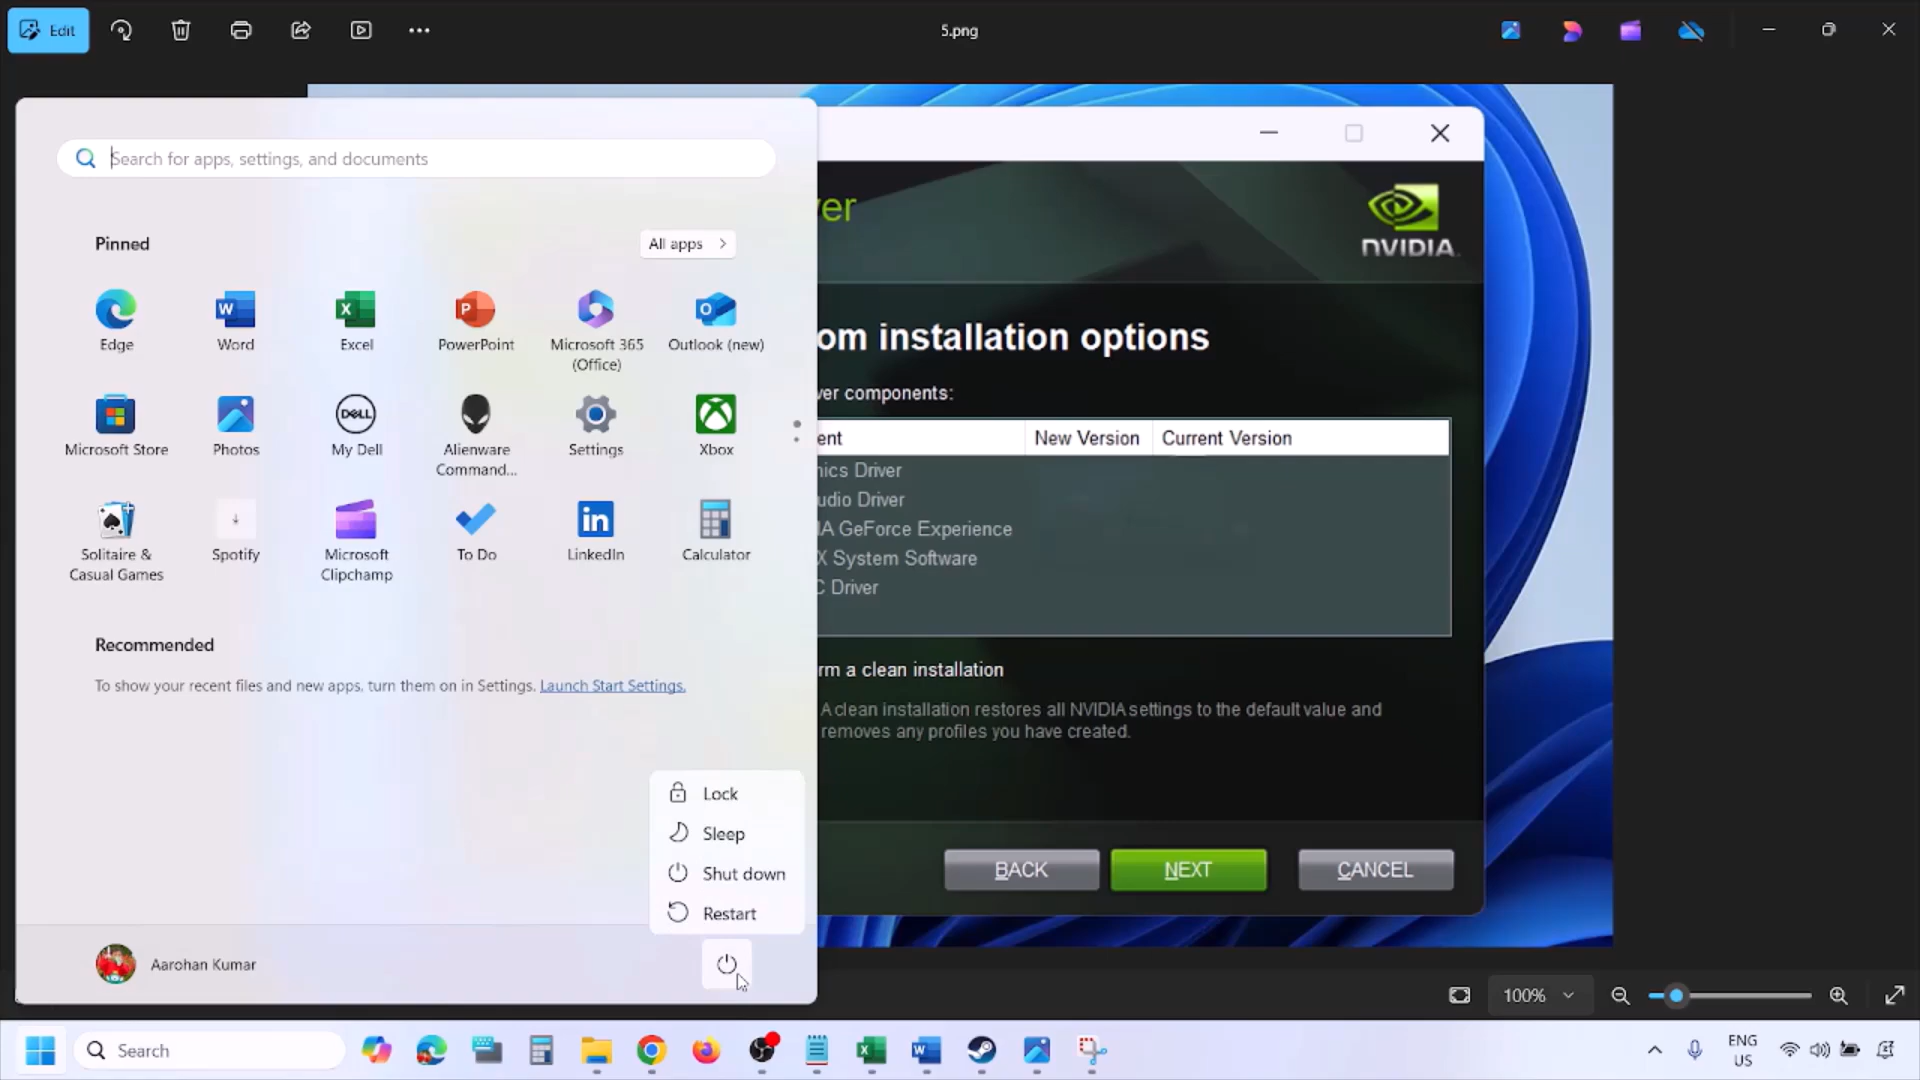 Edit
5.png
Search for apps, settings, and documents
Pinned
All apps
Edge
Word
Excel
PowerPoint
Microsoft 365
(Office)
Outlook (new)
Microsoft Store
Photos
DELL
My Dell
Alienware
Command...
Settings
Xbox
Solitaire &
Casual Games
Spotify
Microsoft
Clipchamp
To Do
LinkedIn
Calculator
Recommended
To show your recent files and new apps, turn them on in Settings. Launch Start Settings.
Lock
Sleep
Shut down
Restart
Aarohan Kumar
ver
NVIDIA
om installation options
ver components:
ent New Version Current Version
hics Driver
udio Driver
IA GeForce Experience
X System Software
C Driver
rm a clean installation
A clean installation restores all NVIDIA settings to the default value and
removes any profiles you have created.
BACK NEXT CANCEL
100%
Search
ENG
US